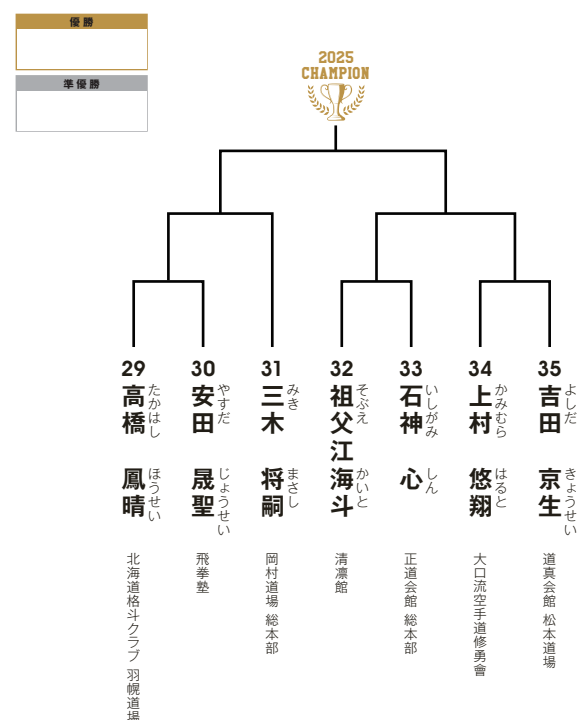 優勝
準優勝
2025
CHAMPION
29
高橋 鳳晴
たかはし ほうせい
北海道格斗クラブ 羽幌道場
30
安田 晟聖
やすだ じょうせい
飛拳塾
31
三木 将嗣
みき まさし
岡村道場 総本部
32
祖父江 海斗
そぶえ かいと
清凛館
33
石神 心
いしがみ しん
正道会館 総本部
34
上村 悠翔
かみむら はると
大口流空手道修勇會
35
吉田 京生
よしだ きょうせい
道真会館 松本道場